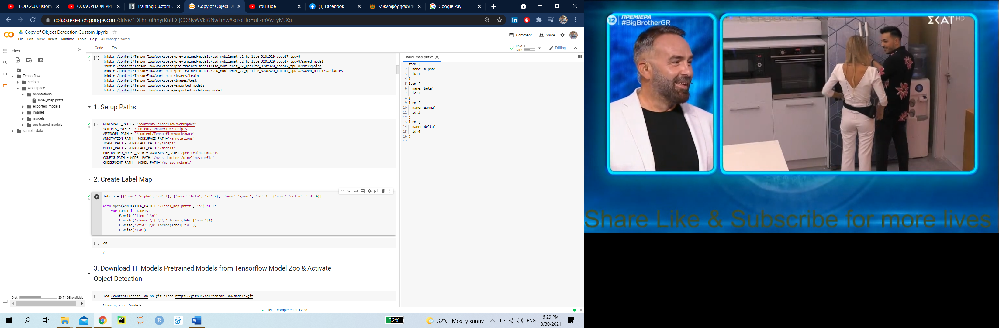 TFOD 2.0 Custom
ΘΟΔΩΡΗΣ ΦΕΡΡΗ
Training Custom
Copy of Object De
YouTube
(1) Facebook
Κυκλοφόρησαν τ
Google Pay
colab.research.google.com/drive/1DFhrLuPmyrKntID-jCOBlyWVkiGNwEmw#scrollTo=uLzmVw1yMJXg
Copy of Object Detection Custom .ipynb
File Edit View Insert Runtime Tools Help All changes saved
Comment Share
Files
..
Tensorflow
scripts
workspace
annotations
label_map.pbtxt
exported_models
images
models
pre-trained-models
sample_data
Disk 29.71 GB available
+ Code + Text
RAM
Disk
Editing
[4] !mkdir /content/Tensorflow/workspace/pre-trained-models/ssd_mobilenet_v2_fpnlite_320x320_coco17_tpu-8
!mkdir /content/Tensorflow/workspace/pre-trained-models/ssd_mobilenet_v2_fpnlite_320x320_coco17_tpu-8/saved_model
!mkdir /content/Tensorflow/workspace/pre-trained-models/ssd_mobilenet_v2_fpnlite_320x320_coco17_tpu-8/checkpoint
!mkdir /content/Tensorflow/workspace/pre-trained-models/ssd_mobilenet_v2_fpnlite_320x320_coco17_tpu-8/saved_model/variables
!mkdir /content/Tensorflow/workspace/images/train
!mkdir /content/Tensorflow/workspace/images/test
!mkdir /content/Tensorflow/workspace/exported_models
!mkdir /content/Tensorflow/workspace/exported_models/my_model
1. Setup Paths
[5] WORKSPACE_PATH = '/content/Tensorflow/workspace'
SCRIPTS_PATH = '/content/Tensorflow/scripts'
APIMODEL_PATH = '/content/Tensorflow/workspace'
ANNOTATION_PATH = WORKSPACE_PATH+'/annotations'
IMAGE_PATH = WORKSPACE_PATH+'/images'
MODEL_PATH = WORKSPACE_PATH+'/models'
PRETRAINED_MODEL_PATH = WORKSPACE_PATH+'/pre-trained-models'
CONFIG_PATH = MODEL_PATH+'/my_ssd_mobnet/pipeline.config'
CHECKPOINT_PATH = MODEL_PATH+'/my_ssd_mobnet/'
2. Create Label Map
labels = [{'name':'alpha', 'id':1}, {'name':'beta', 'id':2}, {'name':'gamma', 'id':3}, {'name':'delta', 'id':4}]
with open(ANNOTATION_PATH + '/label_map.pbtxt', 'a') as f:
for label in labels:
f.write('item { \n')
f.write('\tname:\'{}\'\n'.format(label['name']))
f.write('\tid:{}\n'.format(label['id']))
f.write('}\n')
[ ] cd ..
/
3. Download TF Models Pretrained Models from Tensorflow Model Zoo & Activate
Object Detection
[ ] !cd /content/Tensorflow && git clone https://github.com/tensorflow/models.git
Cloning into 'models'...
0s completed at 17:28
label_map.pbtxt
1 item {
2 name:'alpha'
3 id:1
4 }
5 item {
6 name:'beta'
7 id:2
8 }
9 item {
10 name:'gamma'
11 id:3
12 }
13 item {
14 name:'delta'
15 id:4
16 }
17
32%
32°C Mostly sunny
ENG
5:29 PM
8/30/2021
12 ΠΡΕΜΙΕΡΑ
#BigBrotherGR
ΣΚΑΪ HD
Share Like & Subscribe for more lives